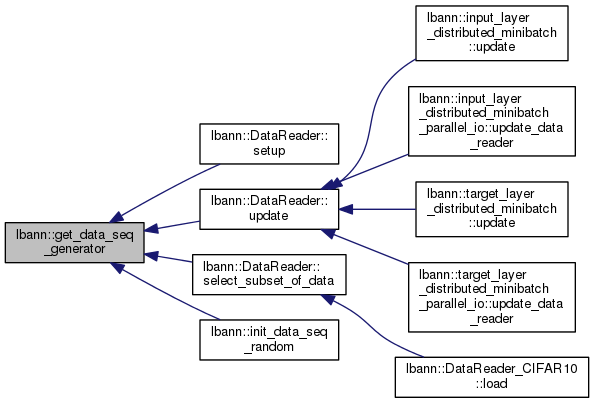 lbann::get_data_seq
_generator
lbann::DataReader::
setup
lbann::DataReader::
update
lbann::DataReader::
select_subset_of_data
lbann::init_data_seq
_random
lbann::input_layer
_distributed_minibatch
::update
lbann::input_layer
_distributed_minibatch
_parallel_io::update_data
_reader
lbann::target_layer
_distributed_minibatch
::update
lbann::target_layer
_distributed_minibatch
_parallel_io::update_data
_reader
lbann::DataReader_CIFAR10
::load